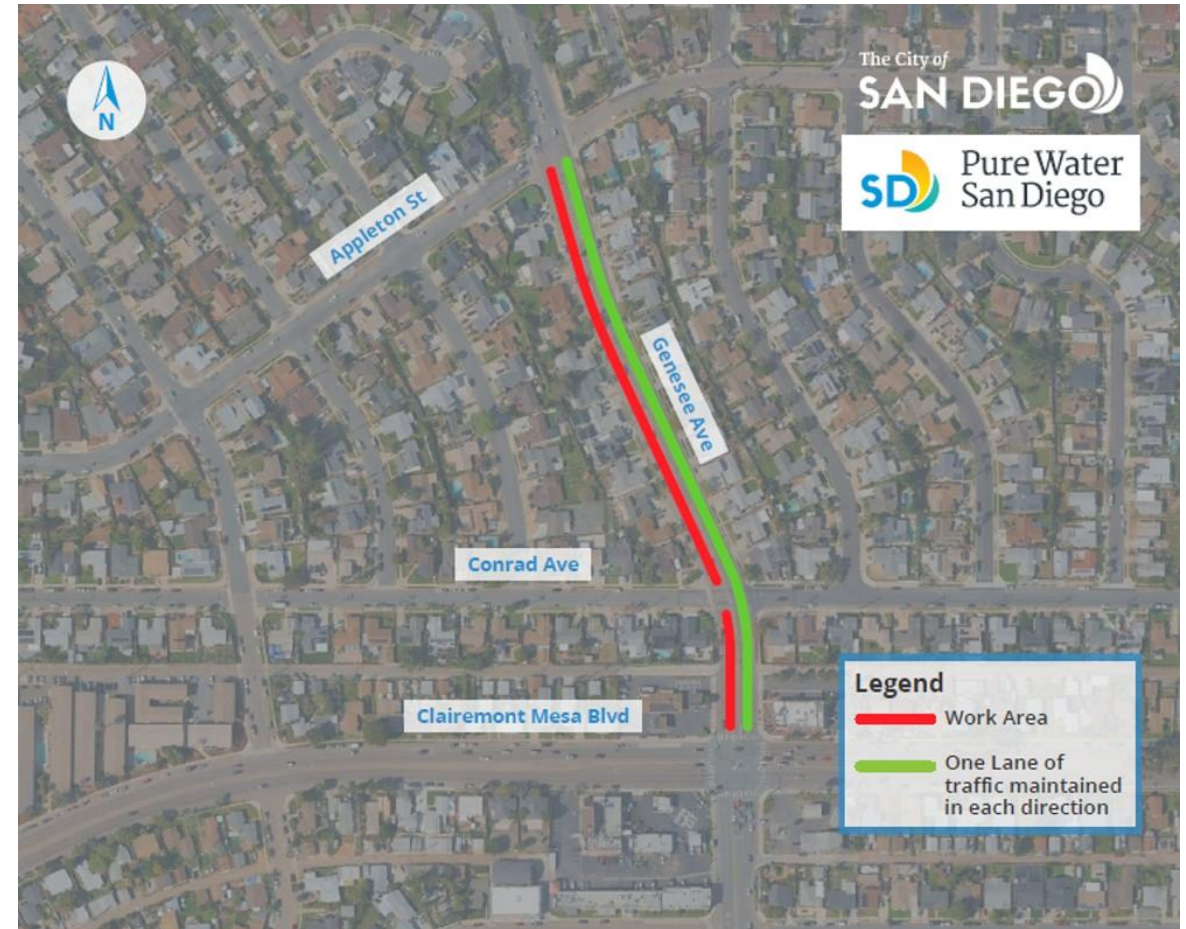 The City of
SAN DIEGO
SD
Pure Water
San Diego
N
Appleton St
Genesee Ave
Conrad Ave
Clairemont Mesa Blvd
Legend
Work Area
One Lane of
traffic maintained
in each direction